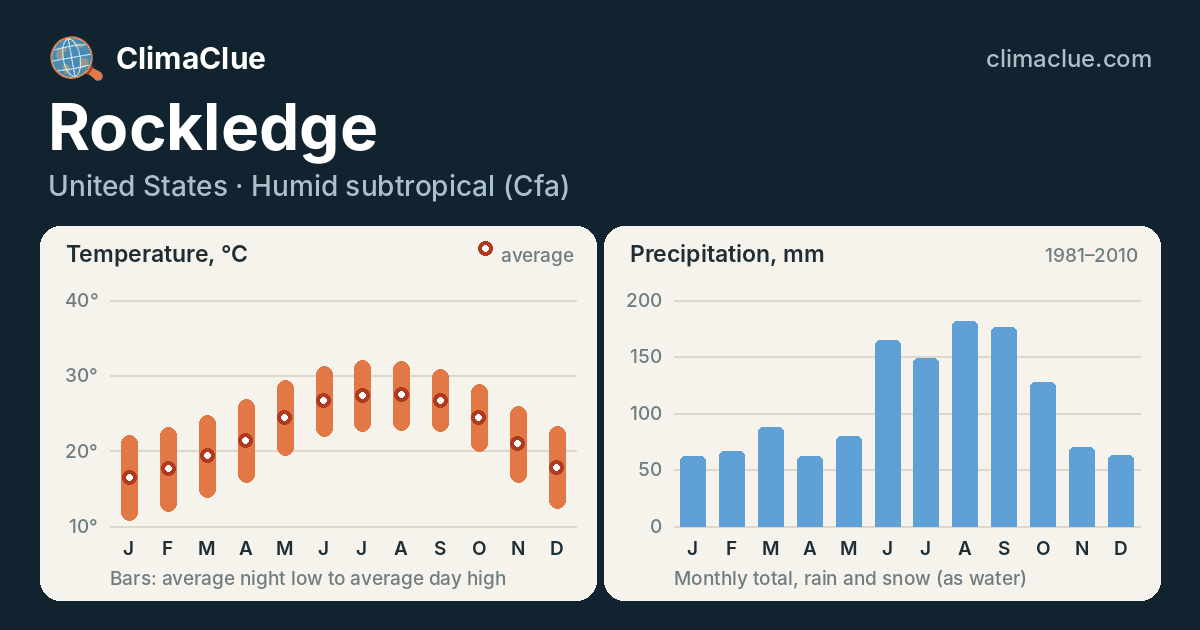 ClimaClue
climaclue.com
Rockledge
United States · Humid subtropical (Cfa)
Temperature, °C
average
40°
30°
20°
10°
J F M A M J J A S O N D
Bars: average night low to average day high
Precipitation, mm
1981–2010
200
150
100
50
0
J F M A M J J A S O N D
Monthly total, rain and snow (as water)